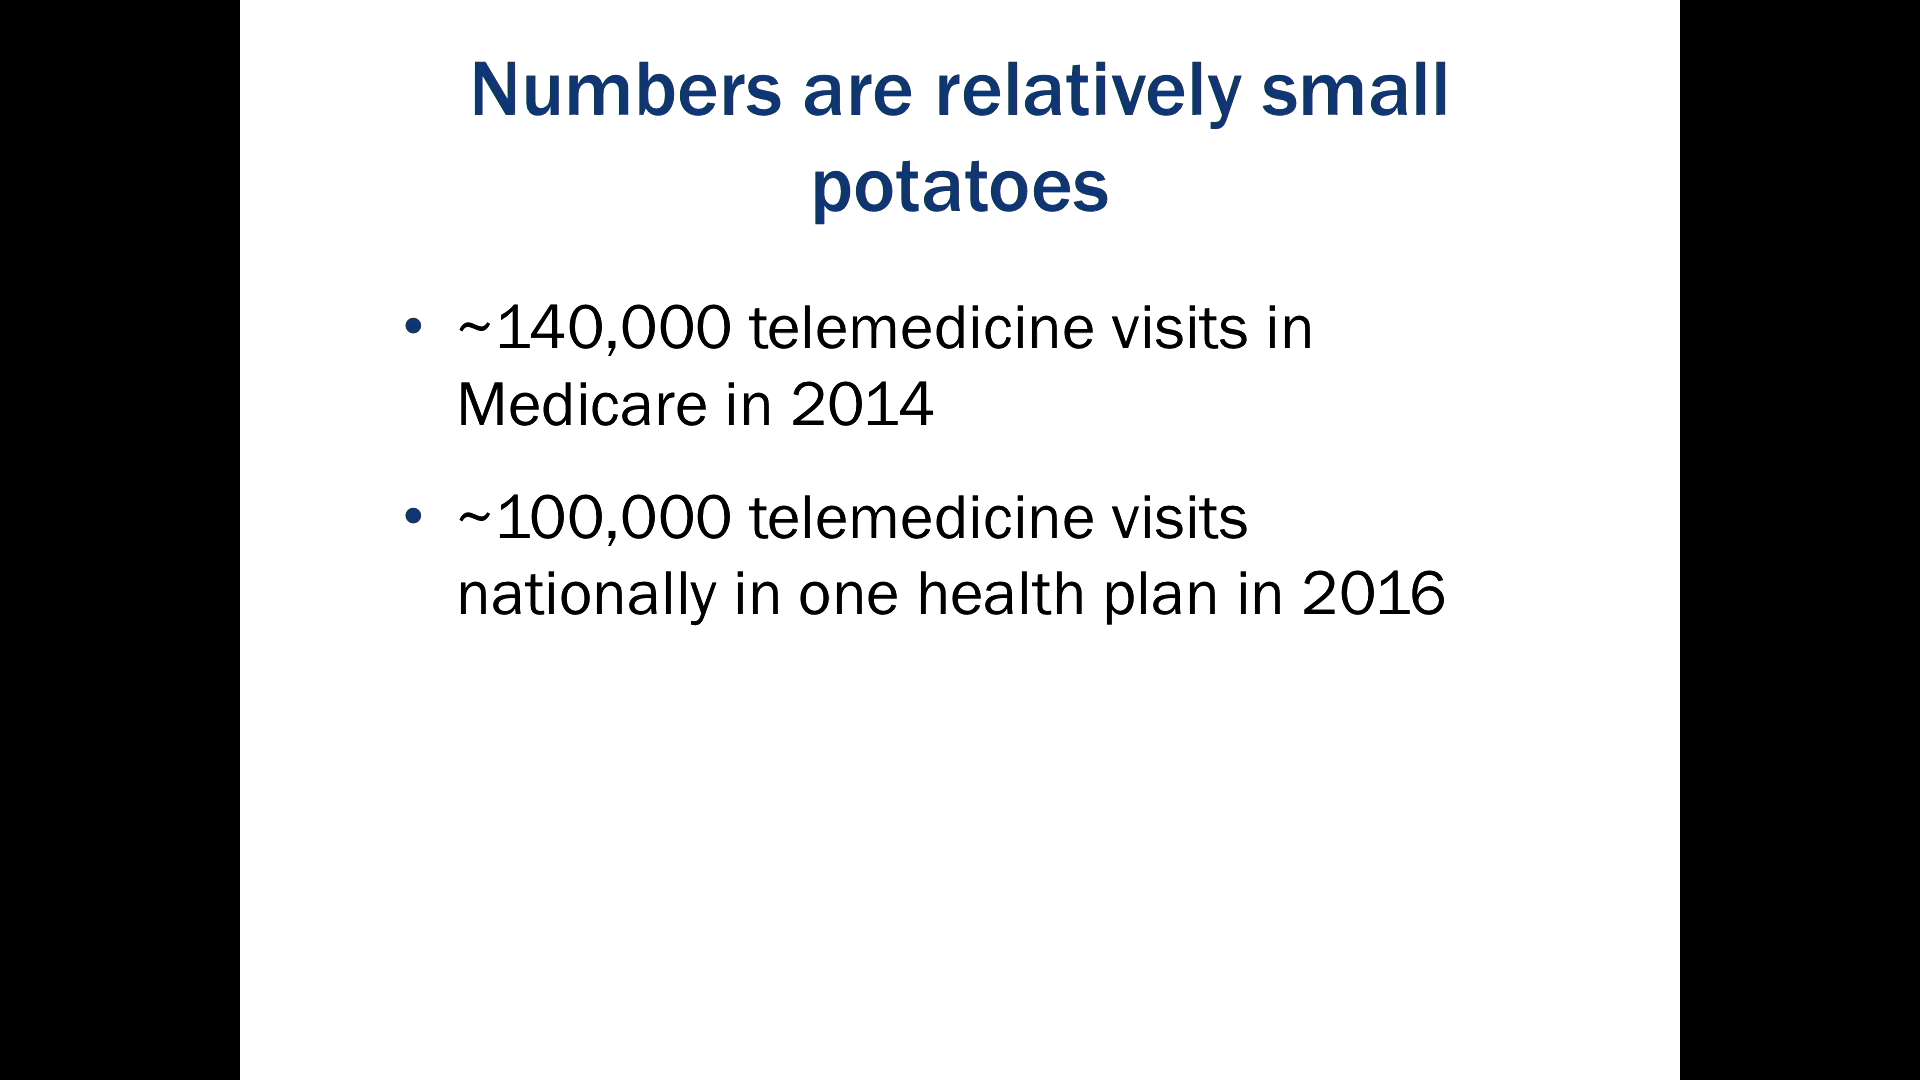 Numbers are relatively small
potatoes
• ~140,000 telemedicine visits in
Medicare in 2014
• ~100,000 telemedicine visits
nationally in one health plan in 2016